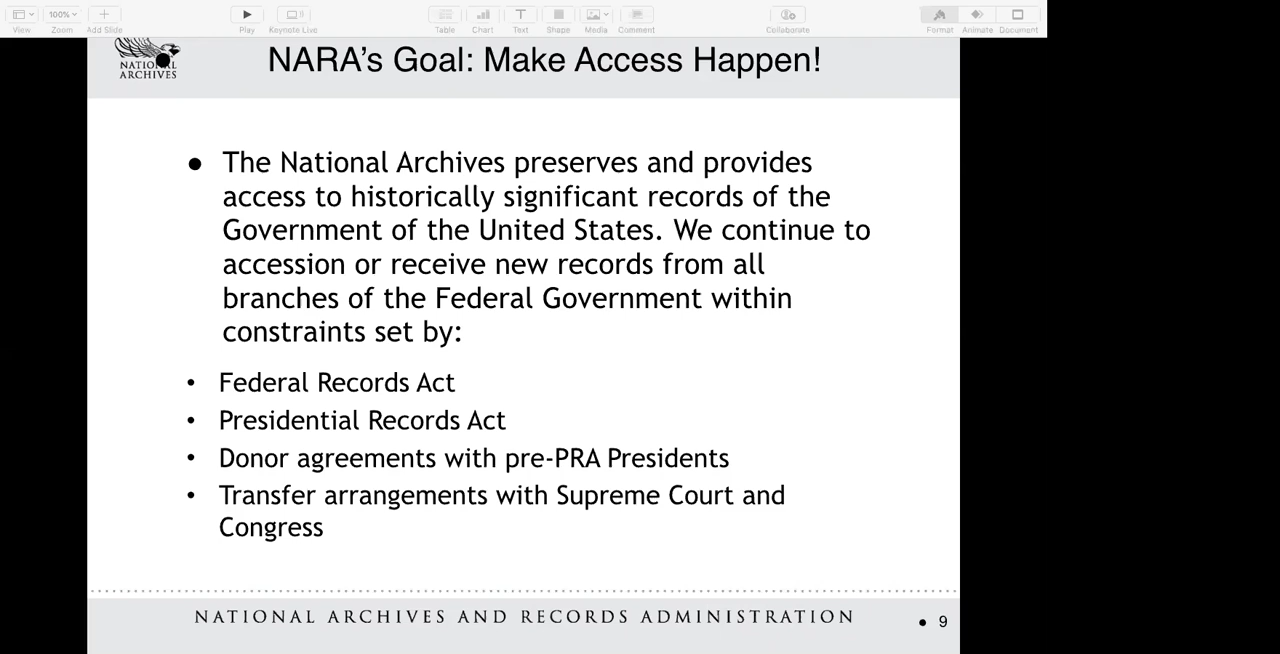 View
100%
Zoom
Add Slide
Play
Keynote Live
Table
Chart
Text
Shape
Media
Comment
Collaborate
Format
Animate
Document
NATIONAL
ARCHIVES
NARA's Goal: Make Access Happen!
● The National Archives preserves and provides
access to historically significant records of the
Government of the United States. We continue to
accession or receive new records from all
branches of the Federal Government within
constraints set by:
• Federal Records Act
• Presidential Records Act
• Donor agreements with pre-PRA Presidents
• Transfer arrangements with Supreme Court and
Congress
NATIONAL ARCHIVES AND RECORDS ADMINISTRATION
● 9